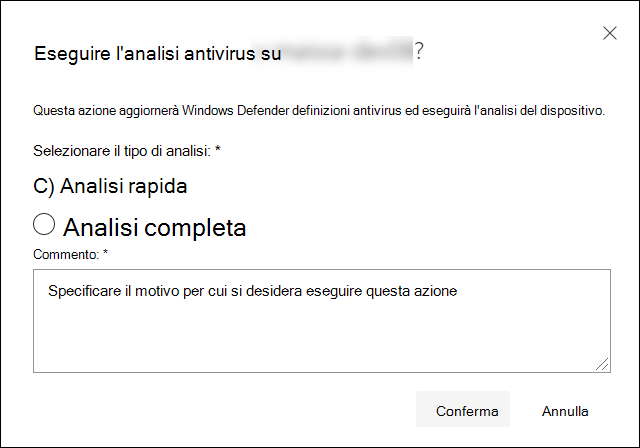 Eseguire l'analisi antivirus su ?
Questa azione aggiornerà Windows Defender definizioni antivirus ed eseguirà l'analisi del dispositivo.
Selezionare il tipo di analisi: *
C) Analisi rapida
Analisi completa
Commento: *
Specificare il motivo per cui si desidera eseguire questa azione
Conferma
Annulla